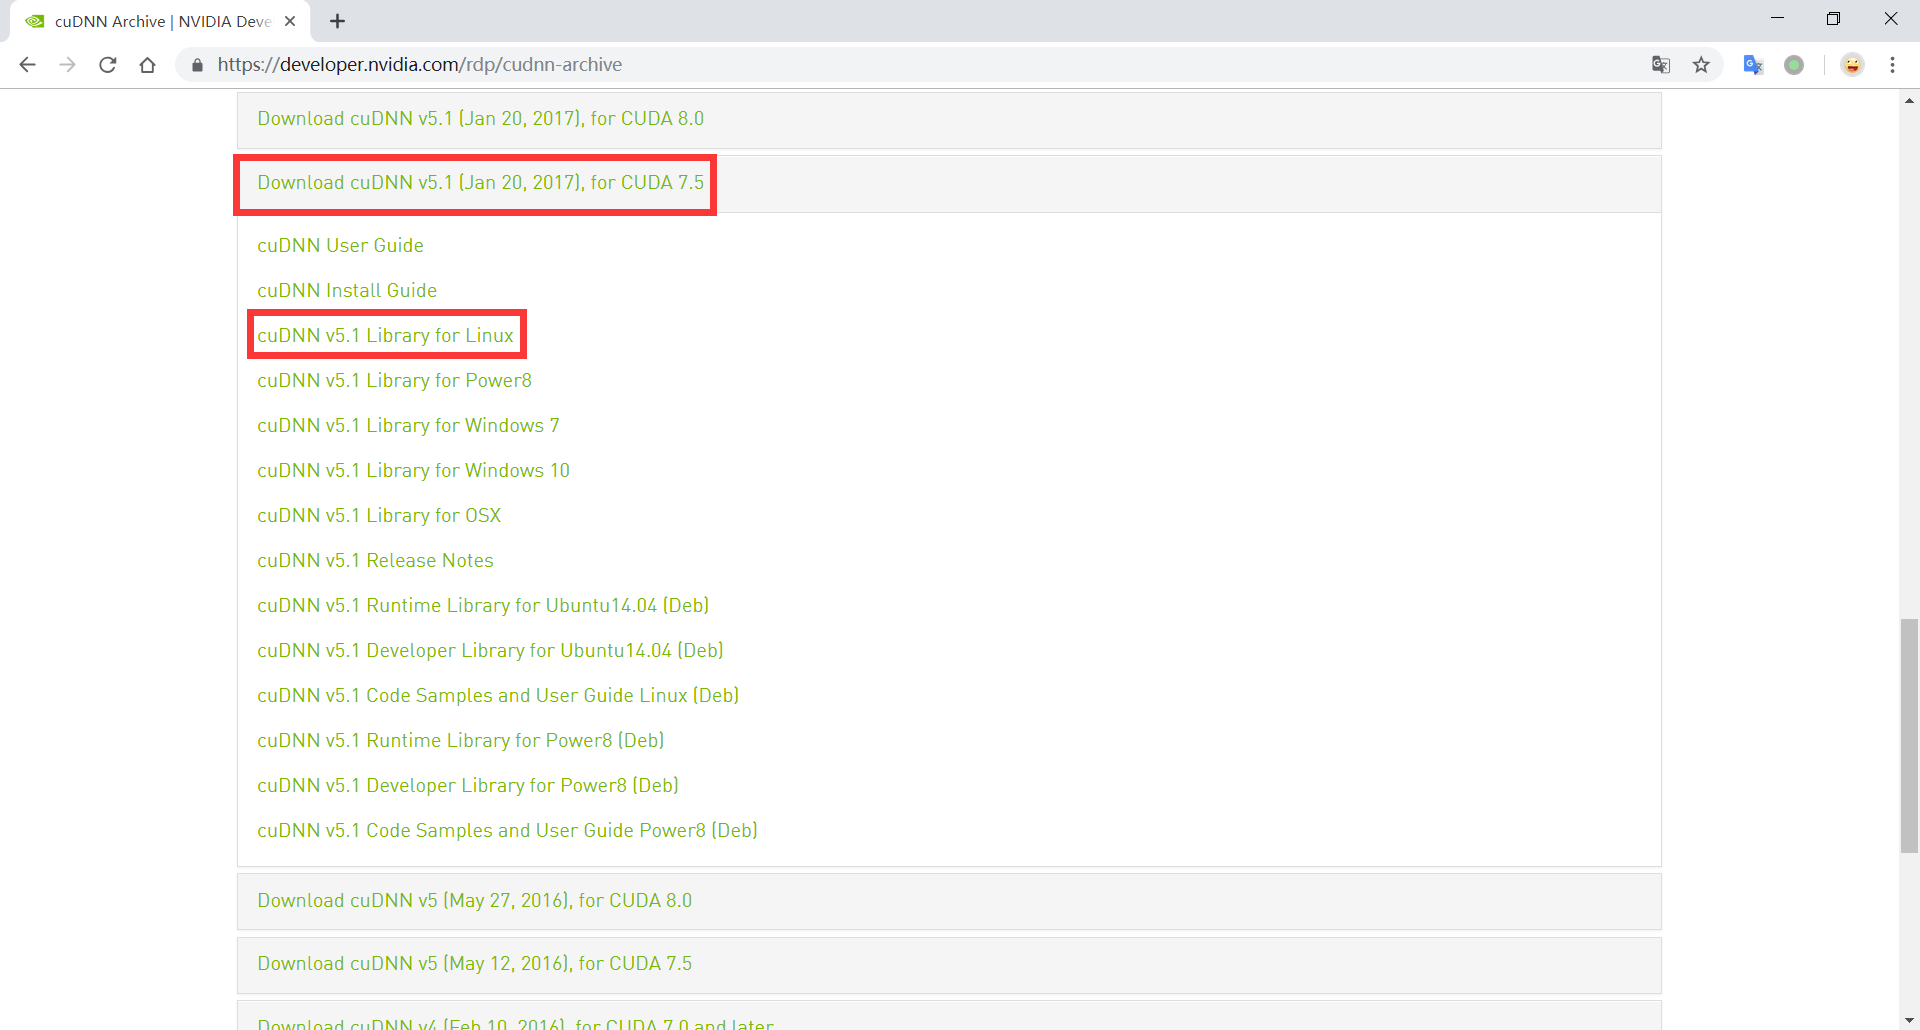 cuDNN Archive | NVIDIA Deve
https://developer.nvidia.com/rdp/cudnn-archive
Download cuDNN v5.1 (Jan 20, 2017), for CUDA 8.0
Download cuDNN v5.1 (Jan 20, 2017), for CUDA 7.5
cuDNN User Guide
cuDNN Install Guide
cuDNN v5.1 Library for Linux
cuDNN v5.1 Library for Power8
cuDNN v5.1 Library for Windows 7
cuDNN v5.1 Library for Windows 10
cuDNN v5.1 Library for OSX
cuDNN v5.1 Release Notes
cuDNN v5.1 Runtime Library for Ubuntu14.04 (Deb)
cuDNN v5.1 Developer Library for Ubuntu14.04 (Deb)
cuDNN v5.1 Code Samples and User Guide Linux (Deb)
cuDNN v5.1 Runtime Library for Power8 (Deb)
cuDNN v5.1 Developer Library for Power8 (Deb)
cuDNN v5.1 Code Samples and User Guide Power8 (Deb)
Download cuDNN v5 (May 27, 2016), for CUDA 8.0
Download cuDNN v5 (May 12, 2016), for CUDA 7.5
Download cuDNN v4 (Feb 10, 2016), for CUDA 7.0 and later.